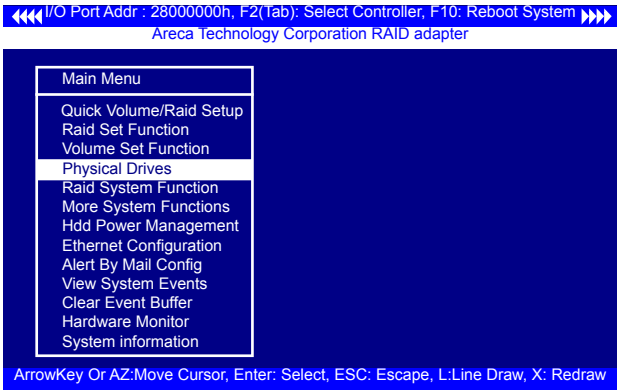 I/O Port Addr : 28000000h, F2(Tab): Select Controller, F10: Reboot System
Areca Technology Corporation RAID adapter
Main Menu
Quick Volume/Raid Setup
Raid Set Function
Volume Set Function
Physical Drives
Raid System Function
More System Functions
Hdd Power Management
Ethernet Configuration
Alert By Mail Config
View System Events
Clear Event Buffer
Hardware Monitor
System information
ArrowKey Or AZ:Move Cursor, Enter: Select, ESC: Escape, L:Line Draw, X: Redraw